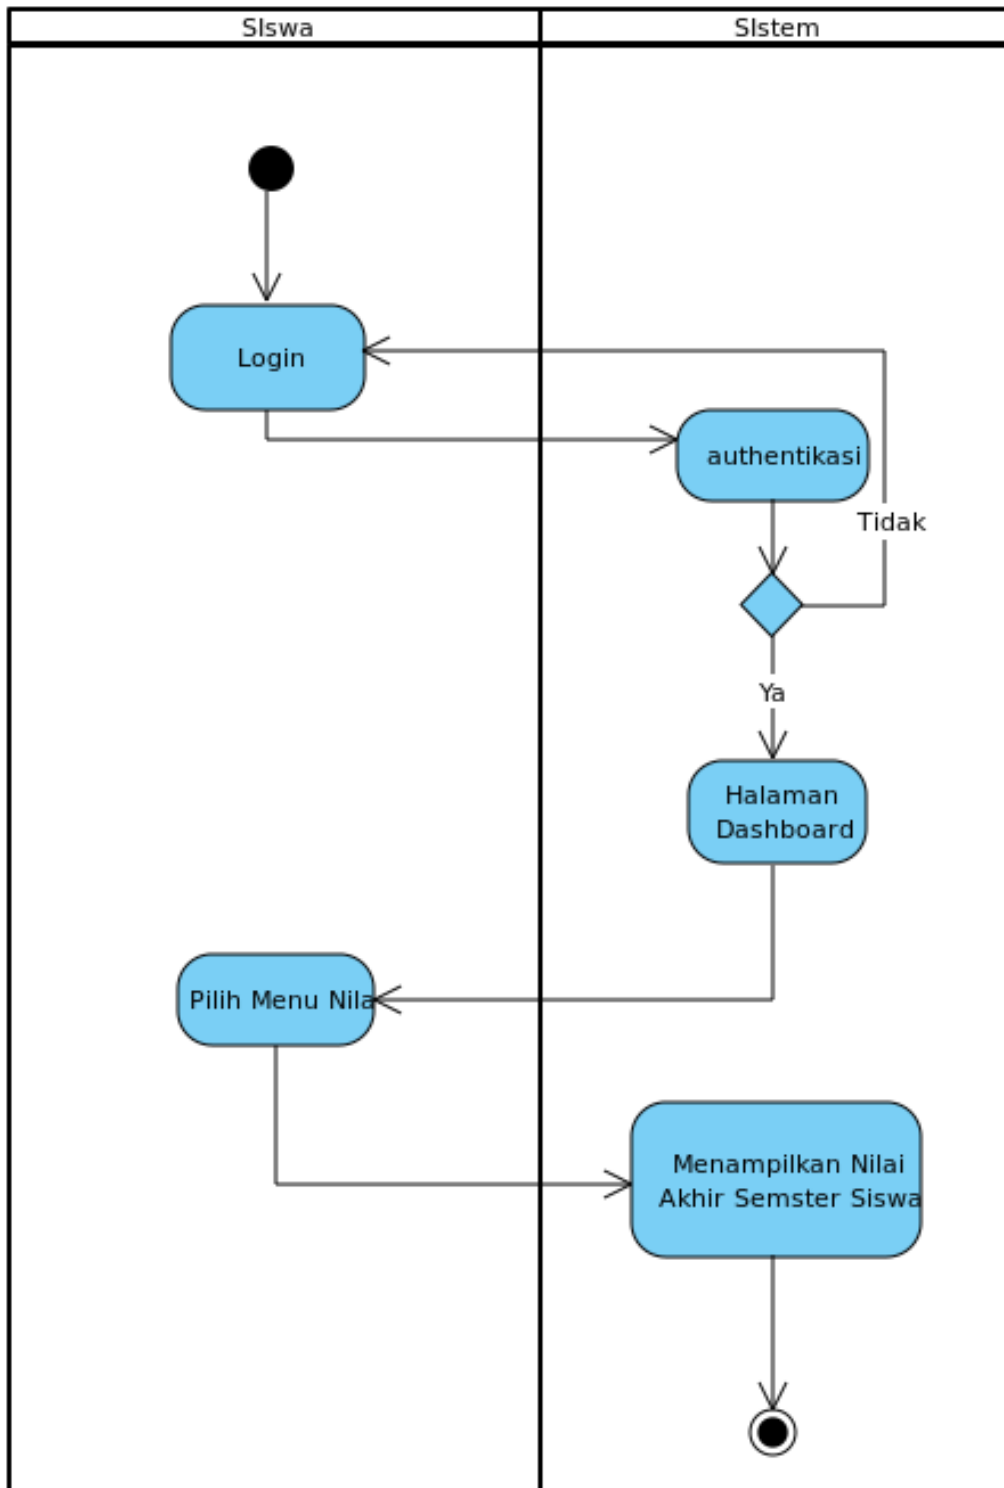 SIswa
SIstem
Login
authentikasi
Tidak
Ya
Halaman
Dashboard
Pilih Menu Nila
Menampilkan Nilai
Akhir Semster Siswa